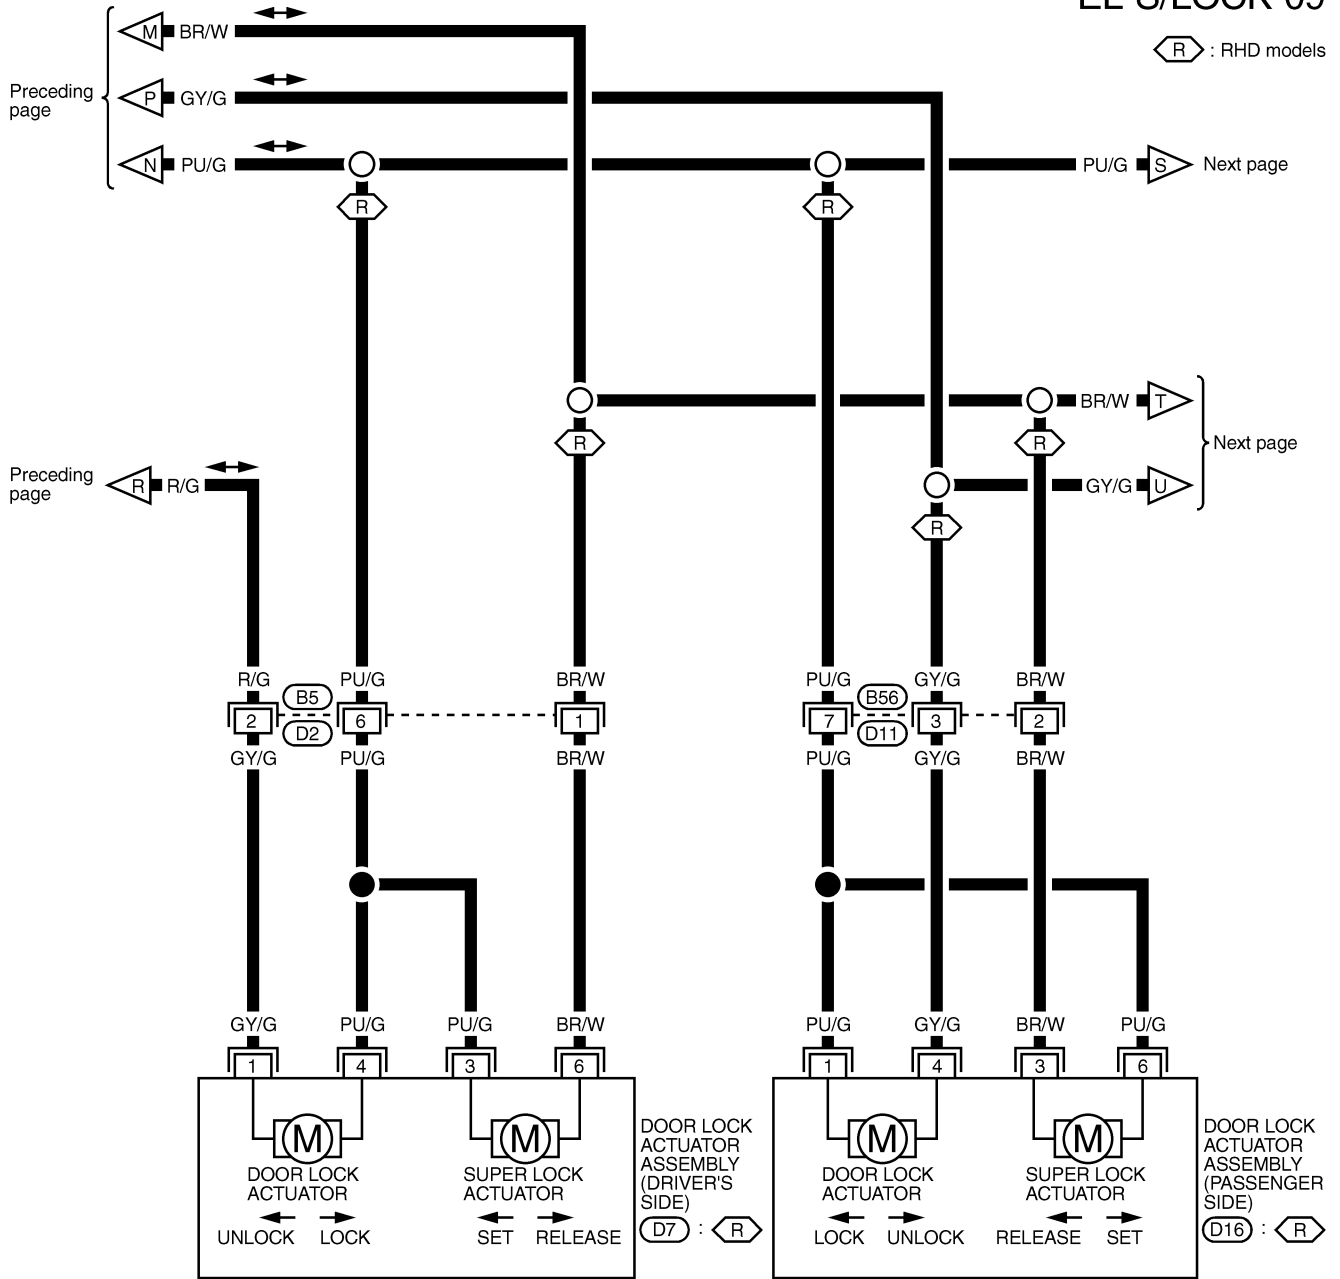 R : RHD models
M BR/W
Preceding
page
P GY/G
N PU/G
PU/G S Next page
R
R
BR/W T
R
R
Next page
Preceding
page
R R/G
GY/G U
R
R/G PU/G BR/W PU/G GY/G BR/W
B5 B56
2 6 1 7 3 2
D2 D11
GY/G PU/G BR/W PU/G GY/G BR/W
GY/G PU/G PU/G BR/W PU/G GY/G BR/W PU/G
1 4 3 6 1 4 3 6
M M M M
DOOR LOCK
ACTUATOR
UNLOCK LOCK
SUPER LOCK
ACTUATOR
SET RELEASE
DOOR LOCK
ACTUATOR
ASSEMBLY
(DRIVER'S
SIDE)
D7 : R
DOOR LOCK
ACTUATOR
LOCK UNLOCK
SUPER LOCK
ACTUATOR
RELEASE SET
DOOR LOCK
ACTUATOR
ASSEMBLY
(PASSENGER
SIDE)
D16 : R